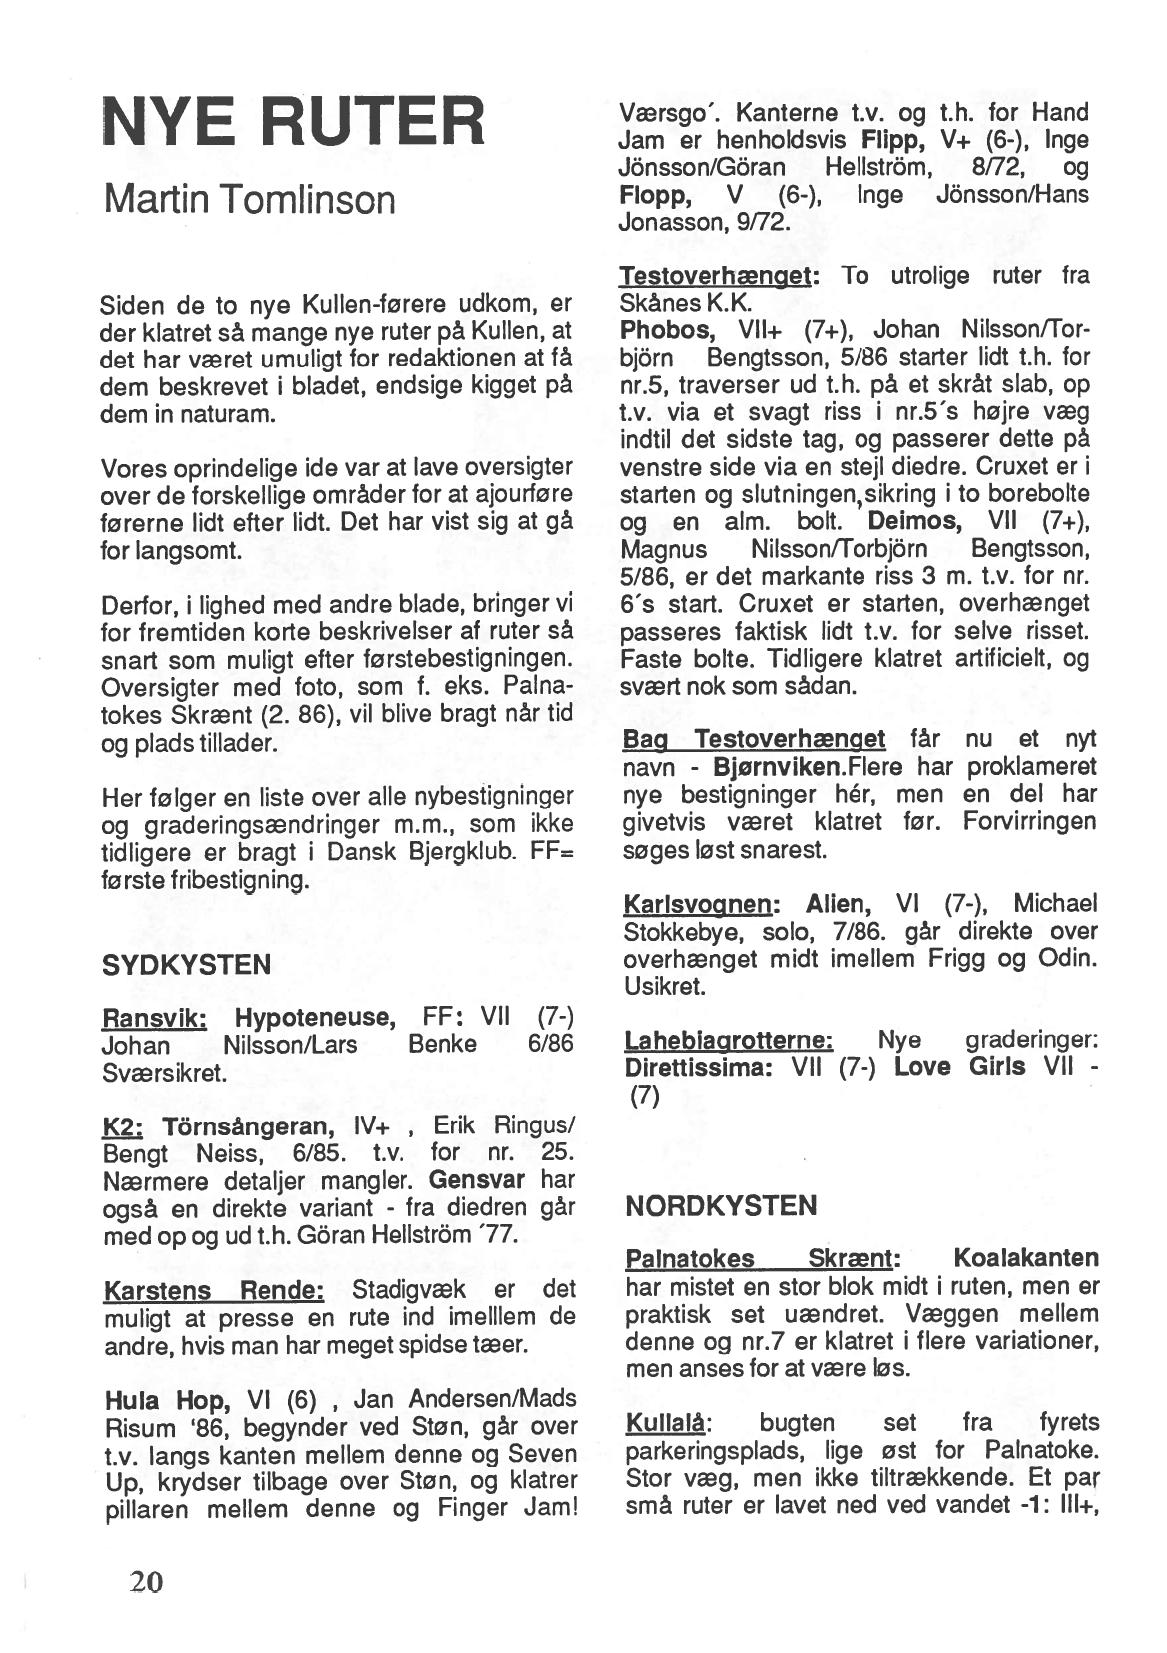 NYE RUTER
Martin Tomlinson
Siden de to nye Kullen-førere udkom, er
der klatret så mange nye ruter på Kullen, at
det har været umuligt for redaktionen at få
dem beskrevet i bladet, endsige kigget på
dem in naturam.
Vores oprindelige ide var at lave oversigter
over de forskellige områder for at ajourføre
førerne lidt efter lidt. Det har vist sig at gå
for langsomt.
Derfor, i lighed med andre blade, bringer vi
for fremtiden korte beskrivelser af ruter så
snart som muligt efter førstebestigningen.
Oversigter med foto, som f. eks. Palna-
tokes Skrænt (2. 86), vil blive bragt når tid
og plads tillader.
Her følger en liste over alle nybestigninger
og graderingsændringer m.m., som ikke
tidligere er bragt i Dansk Bjergklub. FF=
første fribestigning.
SYDKYSTEN
Ransvik: Hypoteneuse, FF: VII (7-)
Johan Nilsson/Lars Benke 6/86
Sværsikret.
K2: Törnsångeran, IV+ , Erik Ringus/
Bengt Neiss, 6/85. t.v. for nr. 25.
Nærmere detaljer mangler. Gensvar har
også en direkte variant - fra diedren går
med op og ud t.h. Göran Hellström ´77.
Karstens Rende: Stadigvæk er det
muligt at presse en rute ind imelllem de
andre, hvis man har meget spidse tæer.
Hula Hop, VI (6) , Jan Andersen/Mads
Risum ‘86, begynder ved Støn, går over
t.v. langs kanten mellem denne og Seven
Up, krydser tilbage over Støn, og klatrer
pillaren mellem denne og Finger Jam!
Værsgo´. Kanterne t.v. og t.h. for Hand
Jam er henholdsvis Flipp, V+ (6-), Inge
Jönsson/Göran Hellström, 8/72, og
Flopp, V (6-), Inge Jönsson/Hans
Jonasson, 9/72.
Testoverhænget: To utrolige ruter fra
Skånes K.K.
Phobos, VII+ (7+), Johan Nilsson/Tor-
björn Bengtsson, 5/86 starter lidt t.h. for
nr.5, traverser ud t.h. på et skråt slab, op
t.v. via et svagt riss i nr.5´s højre væg
indtil det sidste tag, og passerer dette på
venstre side via en stejl diedre. Cruxet er i
starten og slutningen,sikring i to borebolte
og en alm. bolt. Deimos, VII (7+),
Magnus Nilsson/Torbjörn Bengtsson,
5/86, er det markante riss 3 m. t.v. for nr.
6´s start. Cruxet er starten, overhænget
passeres faktisk lidt t.v. for selve risset.
Faste bolte. Tidligere klatret artificielt, og
svært nok som sådan.
Bag Testoverhænget får nu et nyt
navn - Bjørnviken.Flere har proklameret
nye bestigninger hér, men en del har
givetvis været klatret før. Forvirringen
søges løst snarest.
Karlsvognen: Alien, VI (7-), Michael
Stokkebye, solo, 7/86. går direkte over
overhænget midt imellem Frigg og Odin.
Usikret.
Lahebiagrotterne: Nye graderinger:
Direttissima: VII (7-) Love Girls VII -
(7)
NORDKYSTEN
Palnatokes Skrænt: Koalakanten
har mistet en stor blok midt i ruten, men er
praktisk set uændret. Væggen mellem
denne og nr.7 er klatret i flere variationer,
men anses for at være løs.
Kullalå: bugten set fra fyrets
parkeringsplads, lige øst for Palnatoke.
Stor væg, men ikke tiltrækkende. Et par
små ruter er lavet ned ved vandet -1: III+,
20